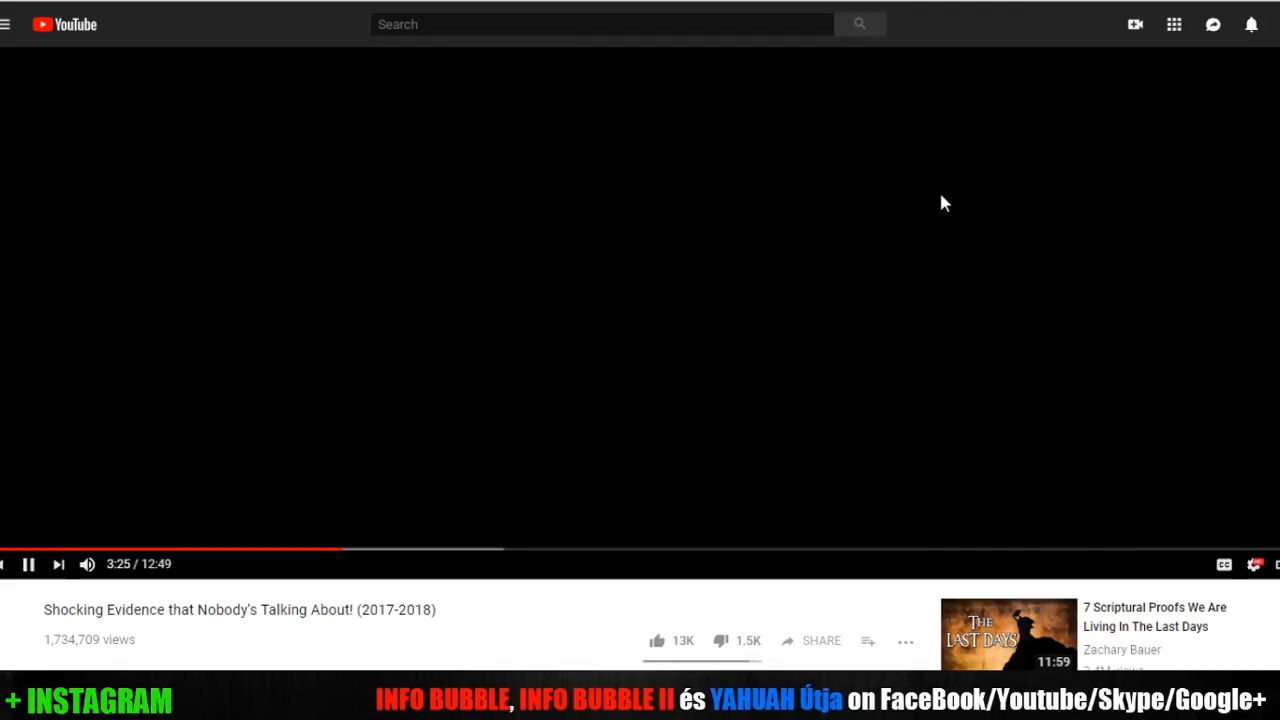 YouTube
Search
3:25 / 12:49
CC
Shocking Evidence that Nobody's Talking About! (2017-2018)
1,734,709 views
13K
1.5K
SHARE
THE
LAST DAYS
11:59
7 Scriptural Proofs We Are
Living In The Last Days
Zachary Bauer
+ INSTAGRAM
INFO BUBBLE, INFO BUBBLE II és YAHUAH Útja on FaceBook/Youtube/Skype/Google+